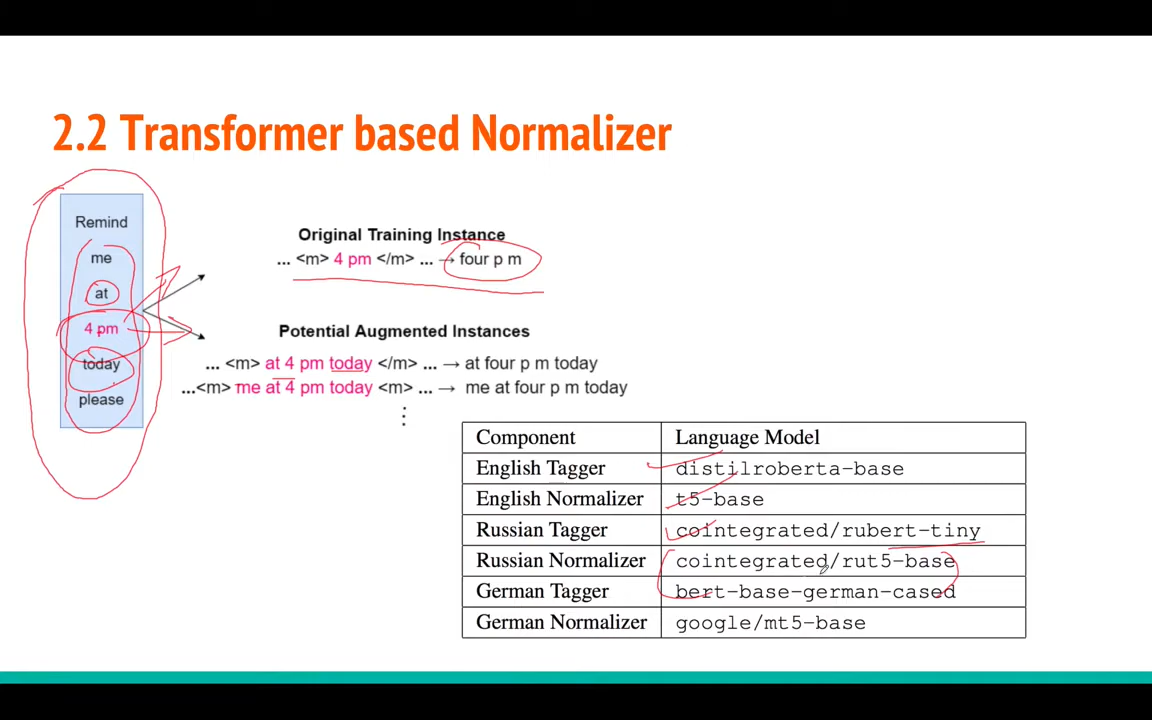 2.2 Transformer based Normalizer
Remind
me
at
4 pm
today
please
Original Training Instance
... <m> 4 pm </m> ... → four p m
Potential Augmented Instances
... <m> at 4 pm today </m> ... → at four p m today
...<m> me at 4 pm today <m> ... → me at four p m today
⋮
Component Language Model
English Tagger distilroberta-base
English Normalizer t5-base
Russian Tagger cointegrated/rubert-tiny
Russian Normalizer cointegrated/rut5-base
German Tagger bert-base-german-cased
German Normalizer google/mt5-base